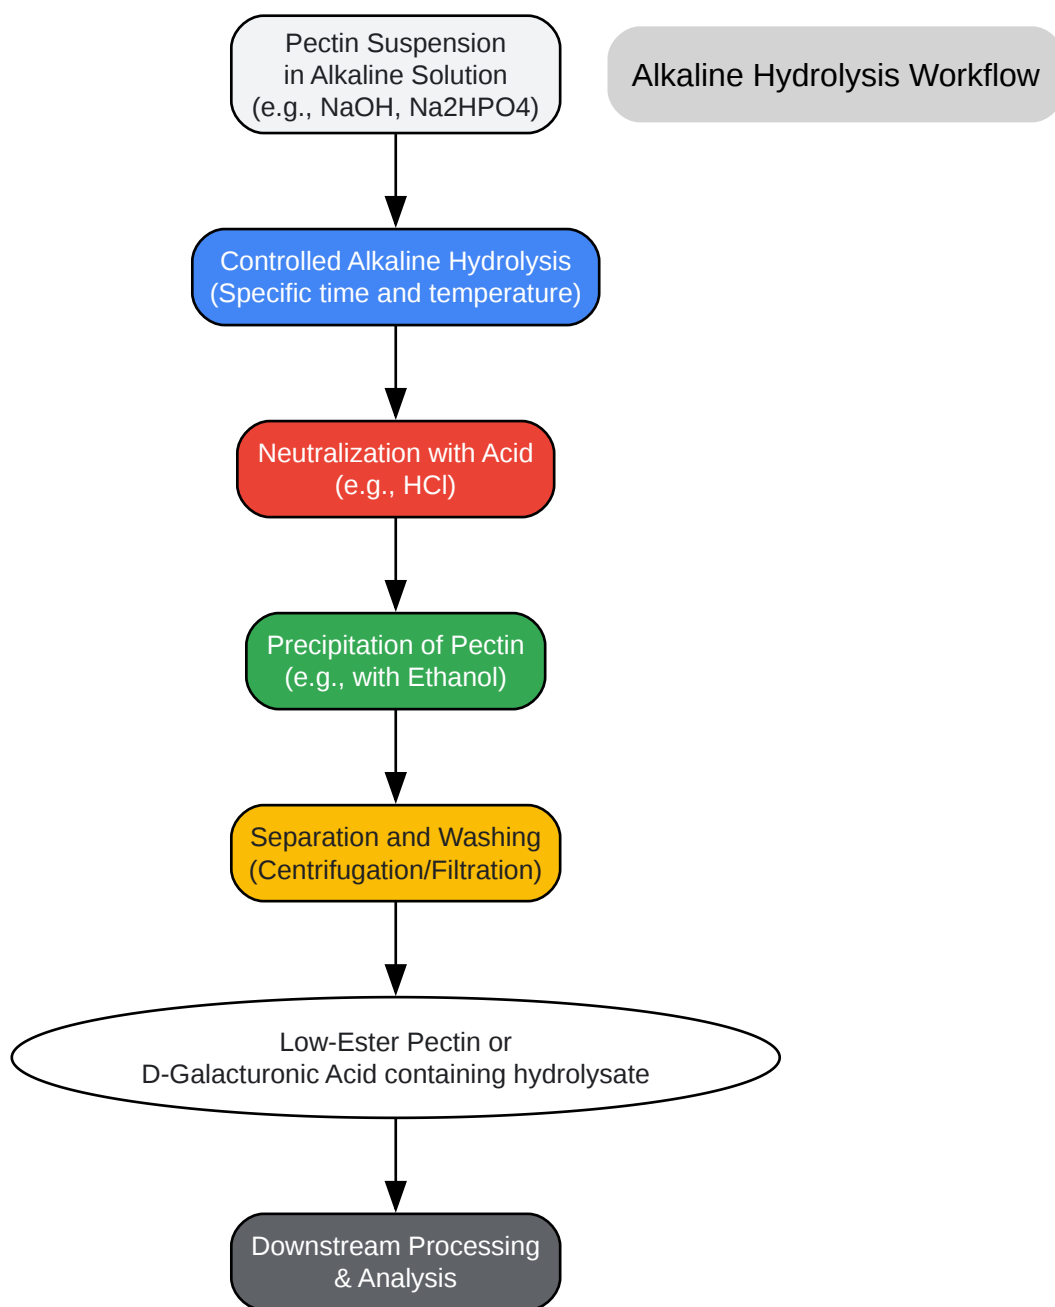 Pectin Suspension
in Alkaline Solution
(e.g., NaOH, Na2HPO4)
Alkaline Hydrolysis Workflow
Controlled Alkaline Hydrolysis
(Specific time and temperature)
Neutralization with Acid
(e.g., HCl)
Precipitation of Pectin
(e.g., with Ethanol)
Separation and Washing
(Centrifugation/Filtration)
Low-Ester Pectin or
D-Galacturonic Acid containing hydrolysate
Downstream Processing
& Analysis